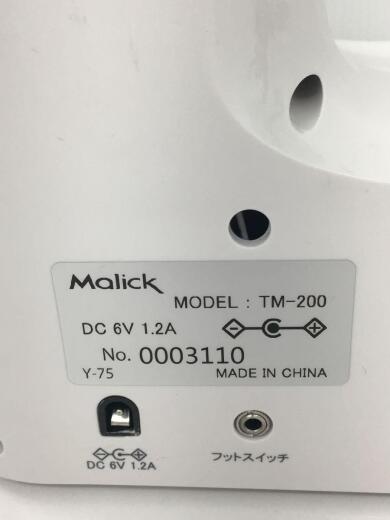 Malick
MODEL : TM-200
DC 6V 1.2A
No. 0003110
Y-75 MADE IN CHINA
DC 6V 1.2A
フットスイッチ